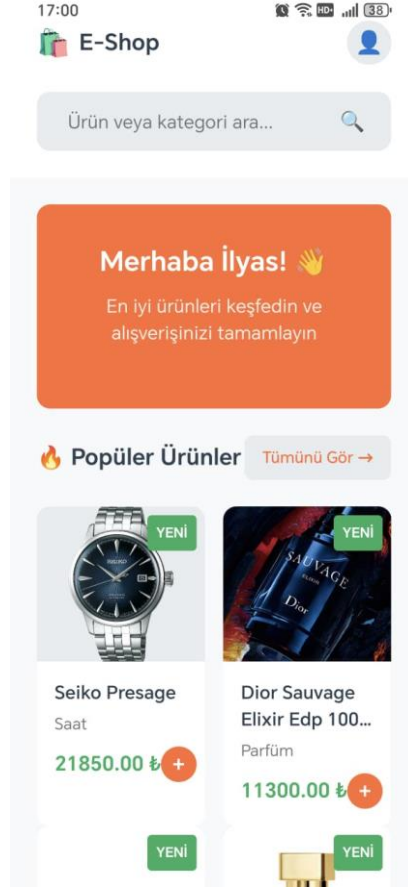 17:00
HD 38
E-Shop
Ürün veya kategori ara...
Merhaba İlyas!
En iyi ürünleri keşfedin ve
alışverişinizi tamamlayın
Popüler Ürünler
Tümünü Gör →
YENİ
SEIKO
YENİ
SAUVAGE
ELIXIR
Dior
Seiko Presage
Saat
21850.00 ₺
+
Dior Sauvage
Elixir Edp 100...
Parfüm
11300.00 ₺
+
YENİ
YENİ